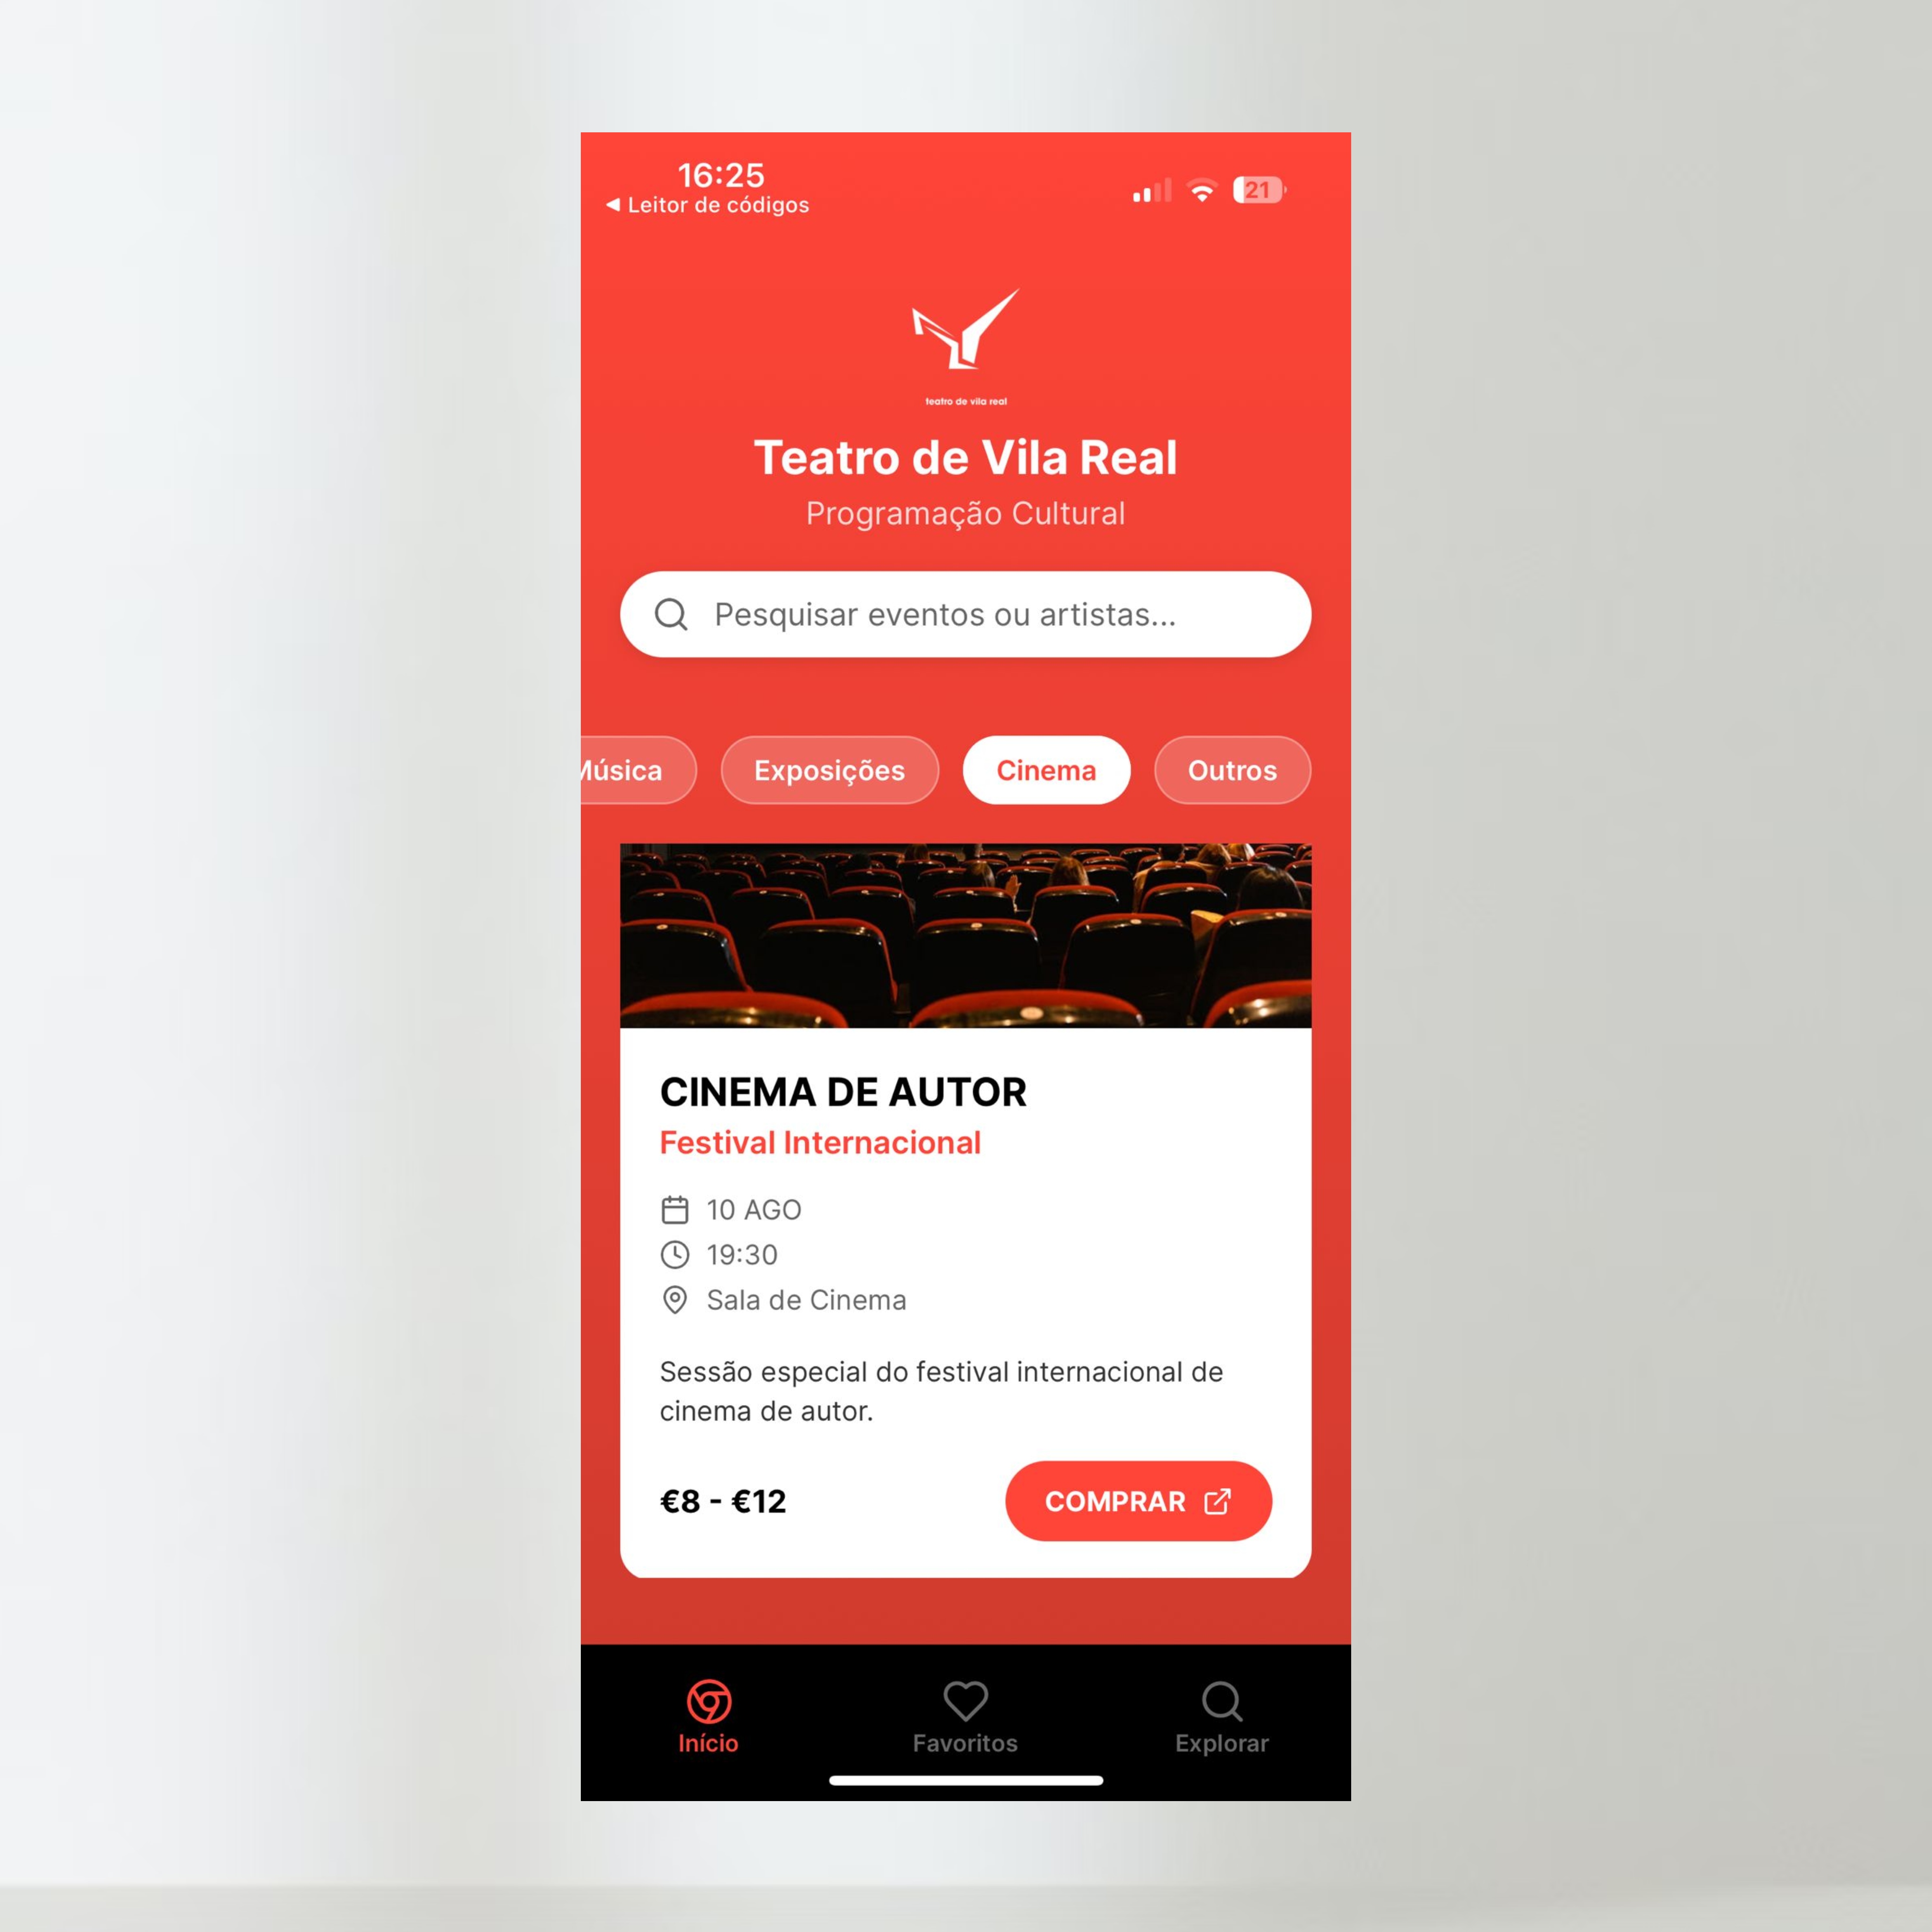 16:25
◀ Leitor de códigos
21
teatro de vila real
Teatro de Vila Real
Programação Cultural
Pesquisar eventos ou artistas...
Música Exposições Cinema Outros
CINEMA DE AUTOR
Festival Internacional
10 AGO
19:30
Sala de Cinema
Sessão especial do festival internacional de
cinema de autor.
€8 - €12 COMPRAR
Início Favoritos Explorar